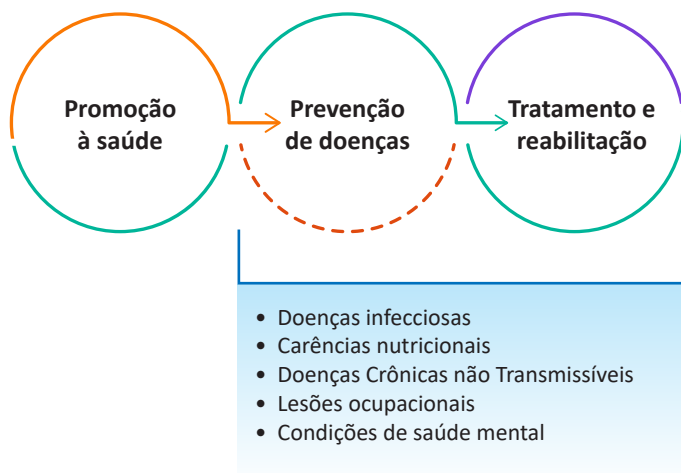 Promoção
à saúde
Prevenção
de doenças
Tratamento e
reabilitação
• Doenças infecciosas
• Carências nutricionais
• Doenças Crônicas não Transmissíveis
• Lesões ocupacionais
• Condições de saúde mental